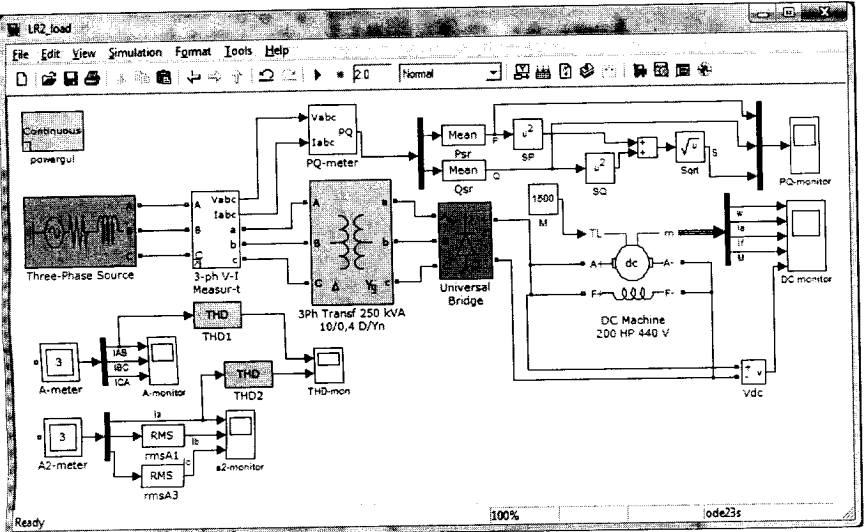 LR2_load
File Edit View Simulation Format Tools Help
2.0 Normal
Continuous
powergui
Vabc
Iabc
PQ
PQ-meter
Mean
Psr
P
u²
SP
Mean
Qsr
Q
u²
SQ
+
+
√u
Sqrt
S
PQ-monitor
A
B
C
Three-Phase Source
A
B
C
Vabc
Iabc
a
b
c
3-ph V-I
Measur-t
A
B
C
a
b
c
Δ
Yg
3Ph Transf 250 kVA
10/0,4 D/Yn
A
B
C
+
-
Universal
Bridge
1500
M
TL
m
A+
dc
A-
F+
F-
DC Machine
200 HP 440 V
w
Ia
If
DC monitor
+
-
v
Vdc
THD
THD1
3
A-meter
IAB
IBC
ICA
A-monitor
THD
THD2
THD-mon
3
A2-meter
Ia
RMS
rmsA1
Ib
RMS
rmsA3
Ic
a2-monitor
Ready 100% ode23s